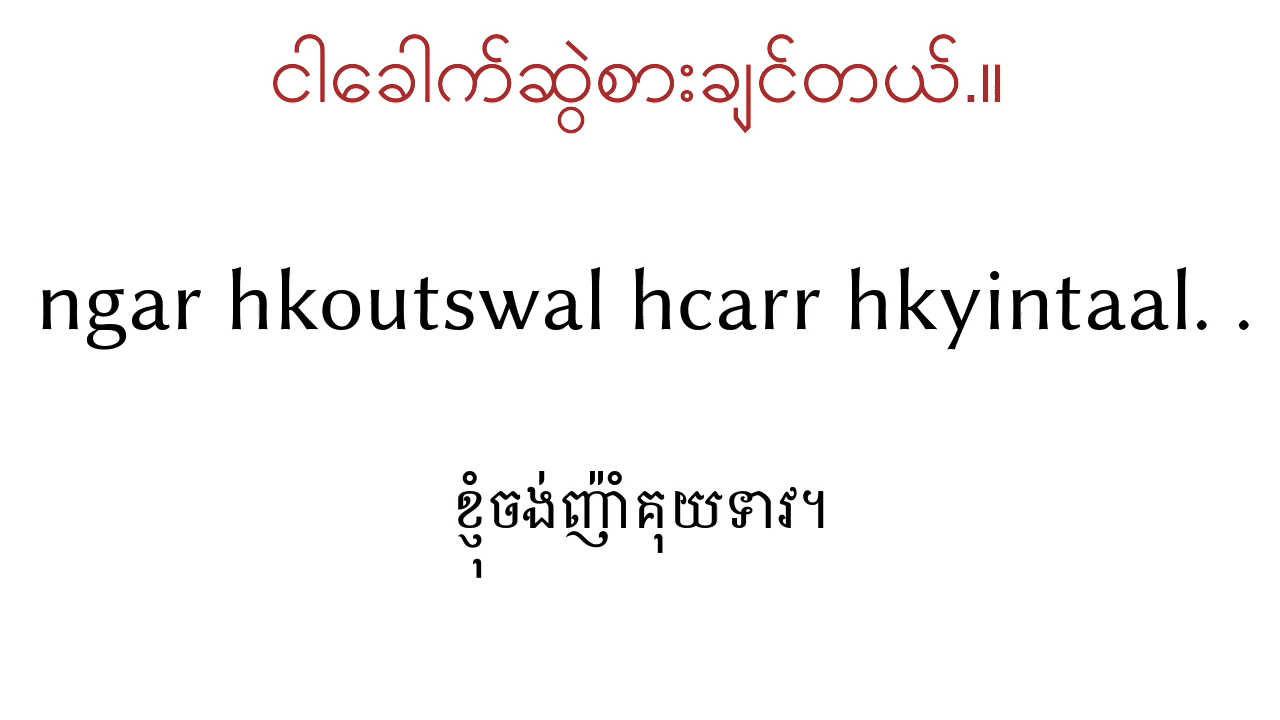 ငါခေါက်ဆွဲစားချင်တယ်.။
ngar hkoutswal hcarr hkyintaal. .
ខ្ញុំចង់ញ៉ាំគុយទាវ។